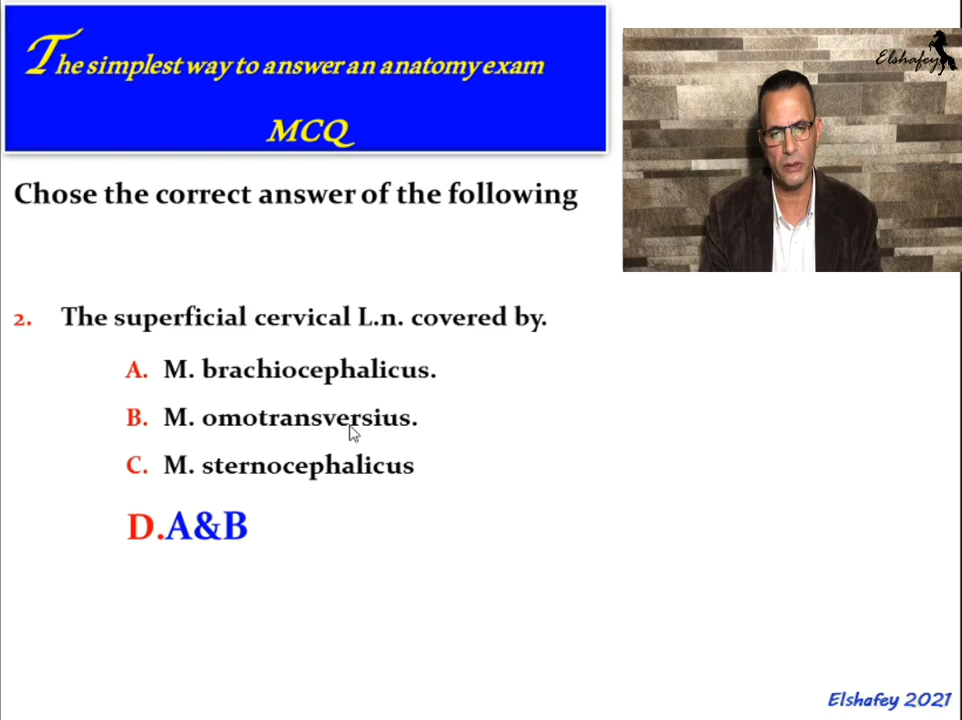 The simplest way to answer an anatomy exam
MCQ
Elshafey
Chose the correct answer of the following
2. The superficial cervical L.n. covered by.
A. M. brachiocephalicus.
B. M. omotransversius.
C. M. sternocephalicus
D.A&B
Elshafey 2021